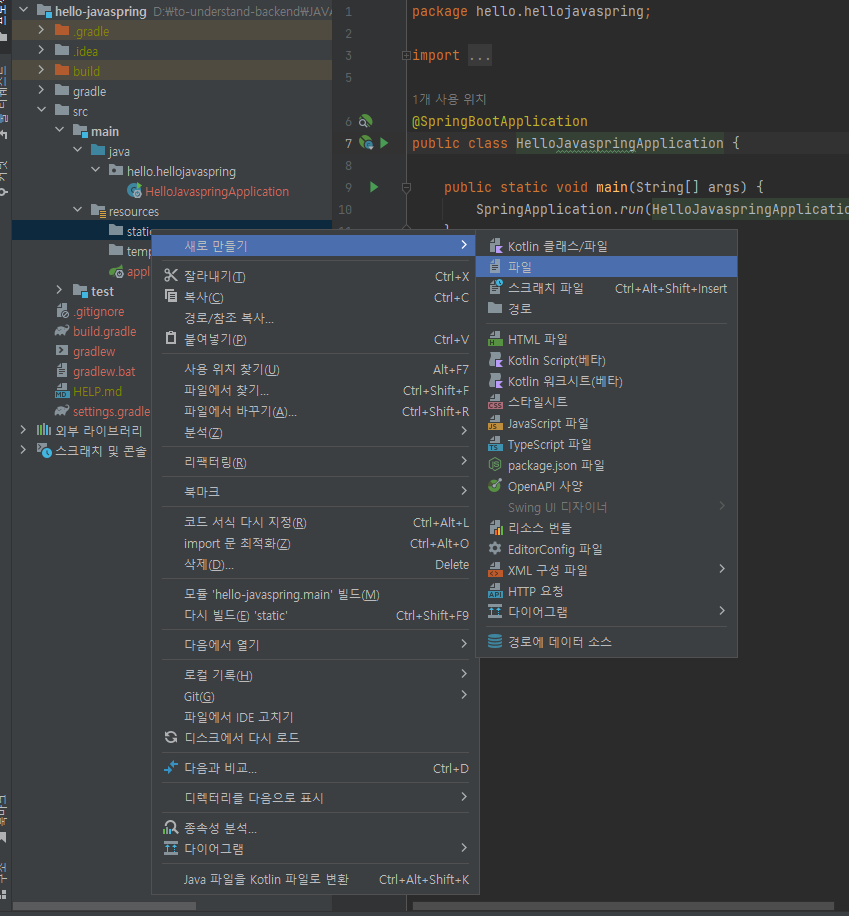 hello-javaspring D:₩to-understand-backend₩JAVA
.gradle
.idea
build
gradle
src
main
java
hello.hellojavaspring
HelloJavaspringApplication
resources
static
temp
appl
test
.gitignore
build.gradle
gradlew
gradlew.bat
HELP.md
settings.gradle
외부 라이브러리
스크래치 및 콘솔
1 package hello.hellojavaspring;
2
3 import ...
5
1개 사용 위치
6 @SpringBootApplication
7 public class HelloJavaspringApplication {
8
9 public static void main(String[] args) {
10 SpringApplication.run(HelloJavaspringApplication
}
새로 만들기
잘라내기(T) Ctrl+X
복사(C) Ctrl+C
경로/참조 복사...
붙여넣기(P) Ctrl+V
사용 위치 찾기(U) Alt+F7
파일에서 찾기... Ctrl+Shift+F
파일에서 바꾸기(A)... Ctrl+Shift+R
분석(Z)
리팩터링(R)
북마크
코드 서식 다시 지정(R) Ctrl+Alt+L
import 문 최적화(Z) Ctrl+Alt+O
삭제(D)... Delete
모듈 'hello-javaspring.main' 빌드(M)
다시 빌드(E) 'static' Ctrl+Shift+F9
다음에서 열기
로컬 기록(H)
Git(G)
파일에서 IDE 고치기
디스크에서 다시 로드
다음과 비교... Ctrl+D
디렉터리를 다음으로 표시
종속성 분석...
다이어그램
Java 파일을 Kotlin 파일로 변환 Ctrl+Alt+Shift+K
Kotlin 클래스/파일
파일
스크래치 파일 Ctrl+Alt+Shift+Insert
경로
HTML 파일
Kotlin Script(베타)
Kotlin 워크시트(베타)
스타일시트
JavaScript 파일
TypeScript 파일
package.json 파일
OpenAPI 사양
Swing UI 디자이너
리소스 번들
EditorConfig 파일
XML 구성 파일
HTTP 요청
다이어그램
경로에 데이터 소스